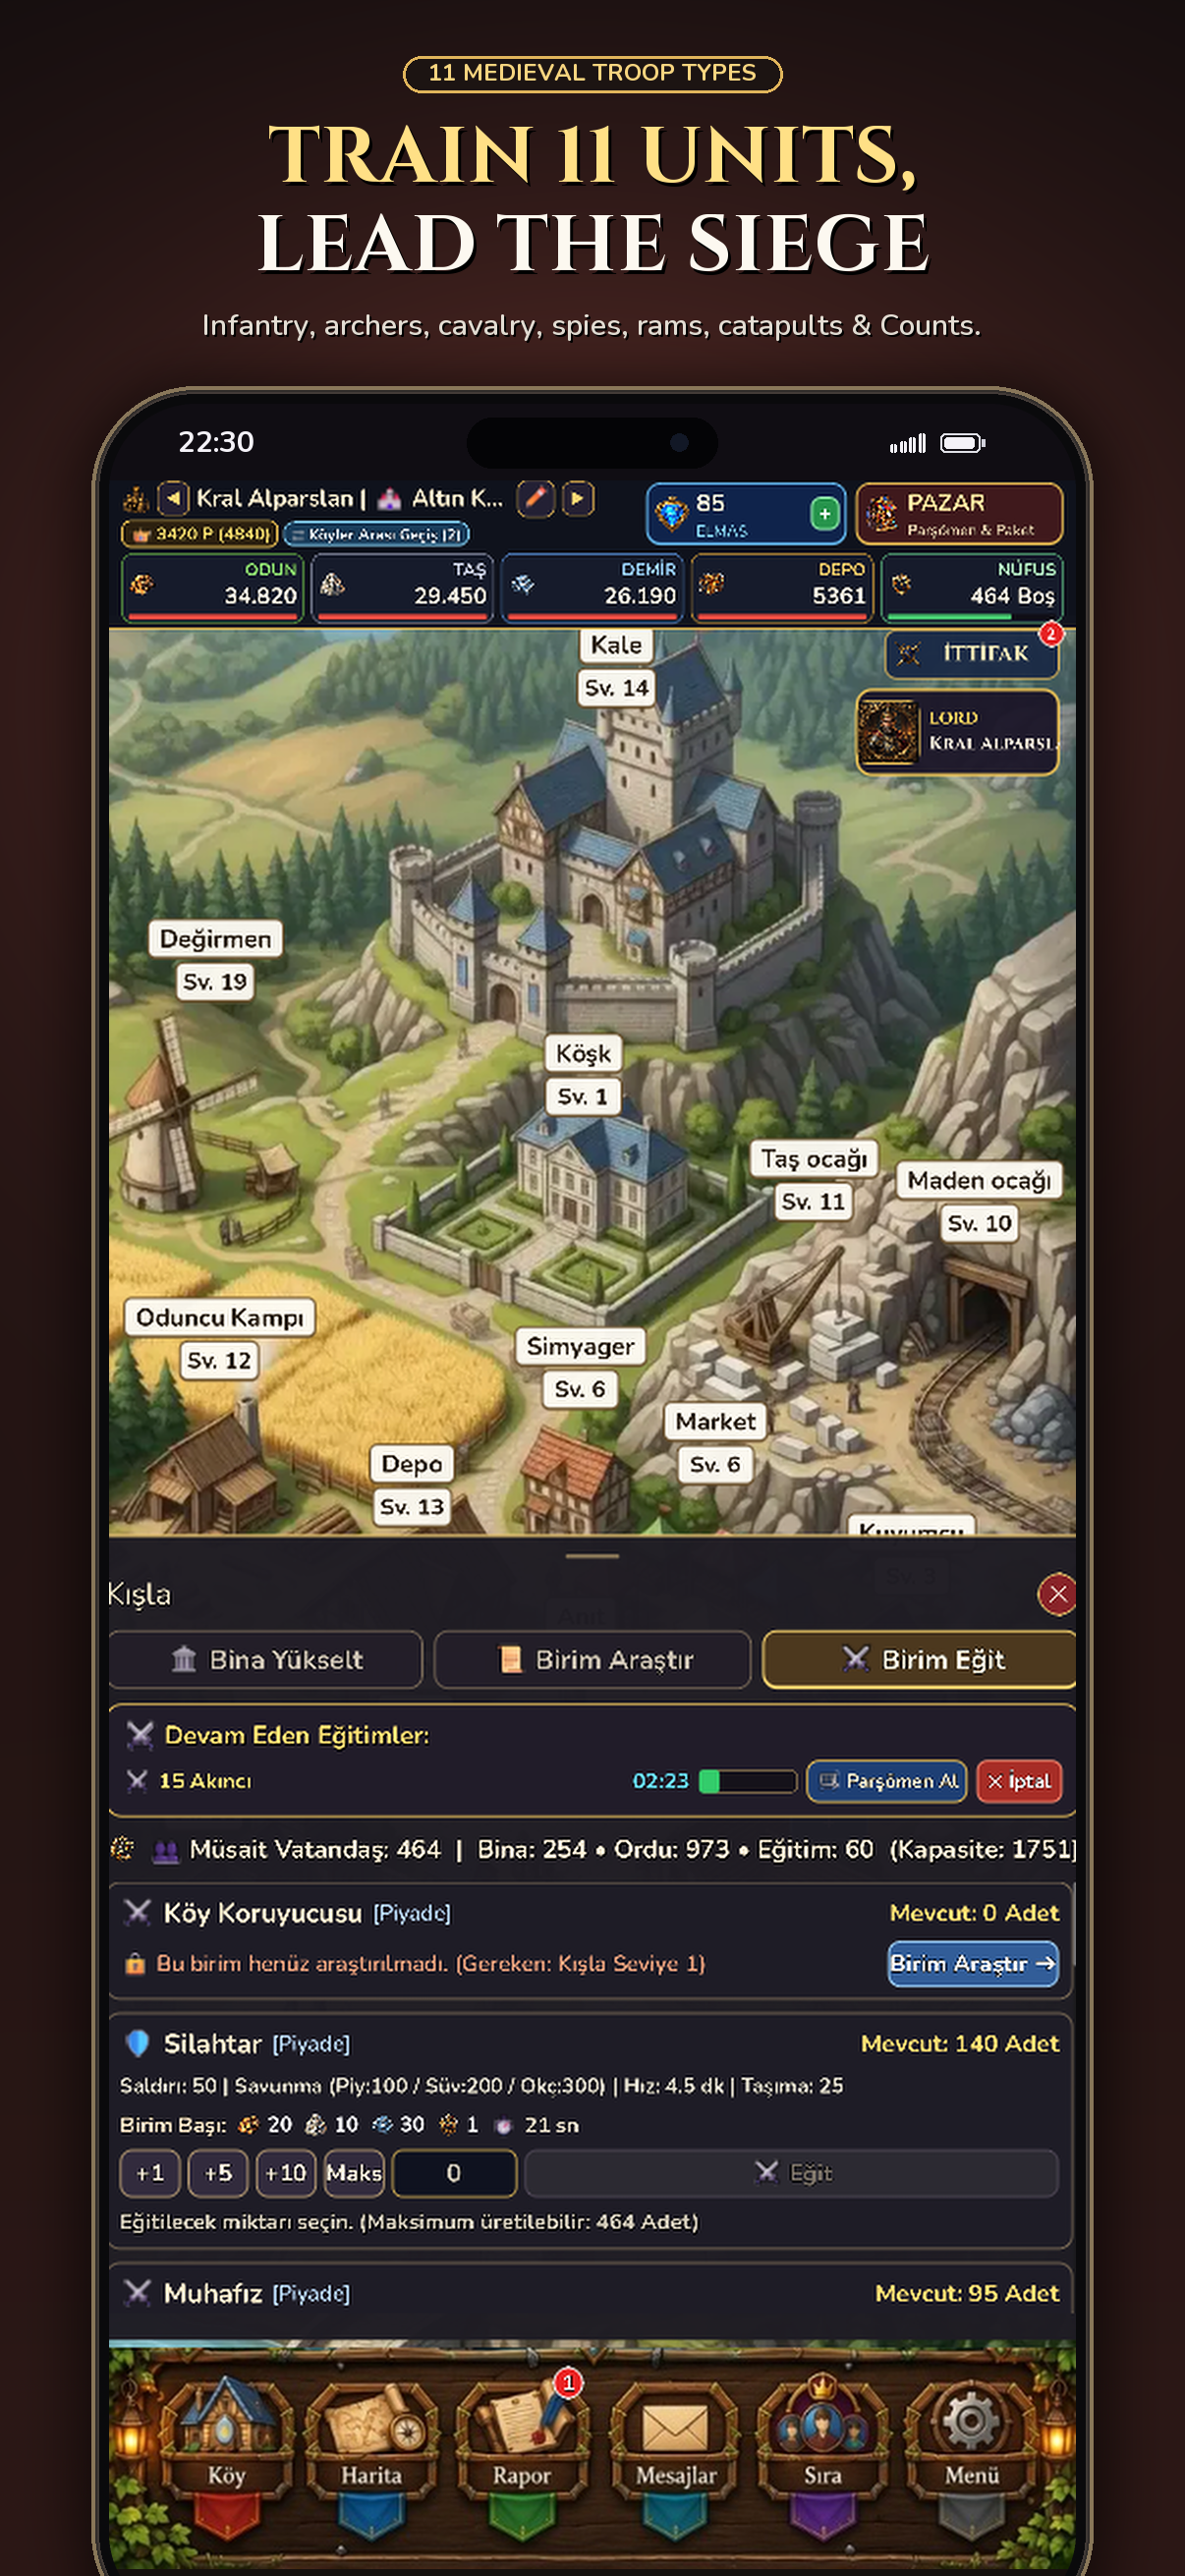 11 MEDIEVAL TROOP TYPES
TRAIN 11 UNITS,
LEAD THE SIEGE
Infantry, archers, cavalry, spies, rams, catapults & Counts.
22:30
Kral Alparslan | Altın K...
85
ELMAS
+
PAZAR
Parşömen & Paket
3420 P (4840)
Köyler Arası Geçiş (2)
ODUN
34.820
TAŞ
29.450
DEMİR
26.190
DEPO
5361
NÜFUS
464 Boş
2
İTTİFAK
LORD
KRAL ALPARSL
Kale
Sv. 14
Değirmen
Sv. 19
Köşk
Sv. 1
Taş ocağı
Sv. 11
Maden ocağı
Sv. 10
Oduncu Kampı
Sv. 12
Simyager
Sv. 6
Market
Sv. 6
Depo
Sv. 13
Kuyumcu
Sv. 3
Anıt
Kışla
Bina Yükselt
Birim Araştır
Birim Eğit
Devam Eden Eğitimler:
15 Akıncı
02:23
Parşömen Al
× İptal
Müsait Vatandaş: 464 | Bina: 254 • Ordu: 973 • Eğitim: 60 (Kapasite: 1751)
Köy Koruyucusu [Piyade]
Mevcut: 0 Adet
Bu birim henüz araştırılmadı. (Gereken: Kışla Seviye 1)
Birim Araştır →
Silahtar [Piyade]
Mevcut: 140 Adet
Saldırı: 50 | Savunma (Piy:100 / Süv:200 / Okç:300) | Hız: 4.5 dk | Taşıma: 25
Birim Başı: 20 10 30 1 21 sn
+1
+5
+10
Maks
0
Eğit
Eğitilecek miktarı seçin. (Maksimum üretilebilir: 464 Adet)
Muhafız [Piyade]
Mevcut: 95 Adet
1
Köy
Harita
Rapor
Mesajlar
Sıra
Menü